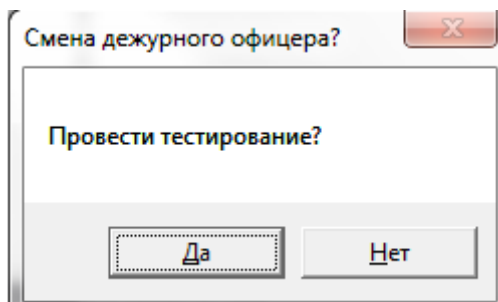 Смена дежурного офицера?
Провести тестирование?
Да
Нет